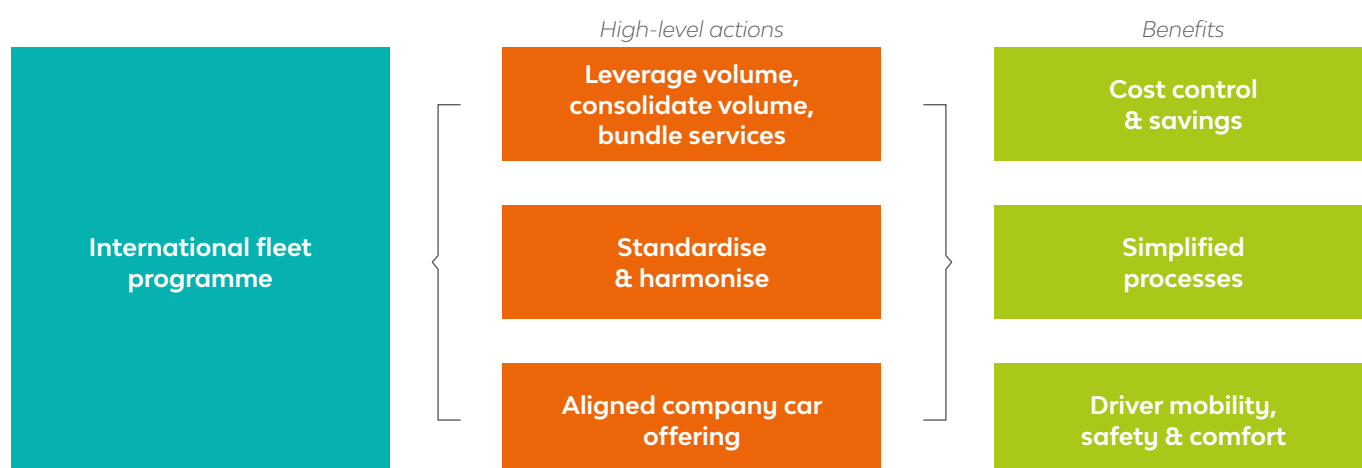 High-level actions
Benefits
International fleet
programme
Leverage volume,
consolidate volume,
bundle services
Cost control
& savings
Standardise
& harmonise
Simplified
processes
Aligned company car
offering
Driver mobility,
safety & comfort